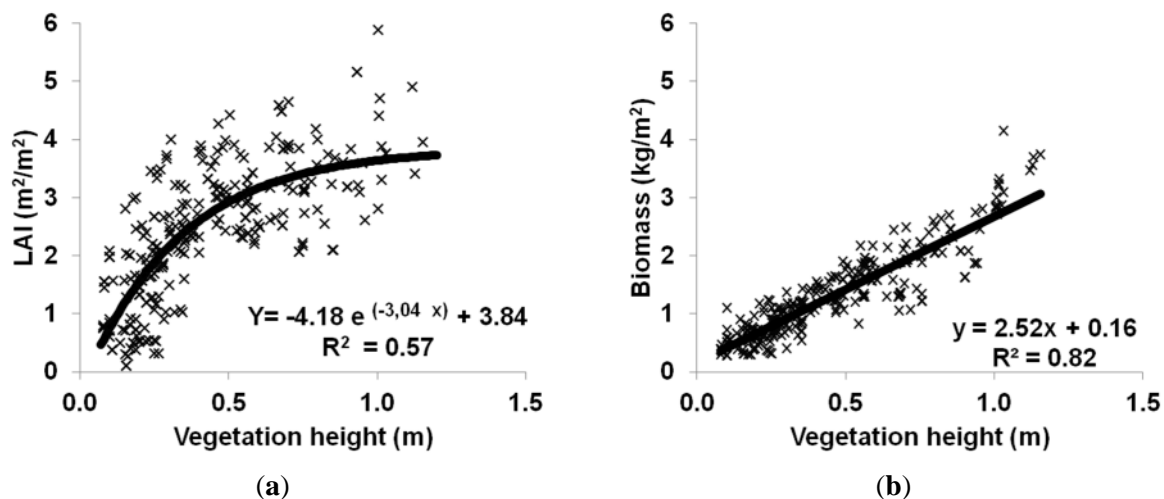 LAI (m²/m²)
6
5
4
3
2
1
0
Y= -4.18 e (-3,04 x) + 3.84
R² = 0.57
0.0 0.5 1.0 1.5
Vegetation height (m)
(a)
Biomass (kg/m²)
6
5
4
3
2
1
0
y = 2.52x + 0.16
R² = 0.82
0.0 0.5 1.0 1.5
Vegetation height (m)
(b)